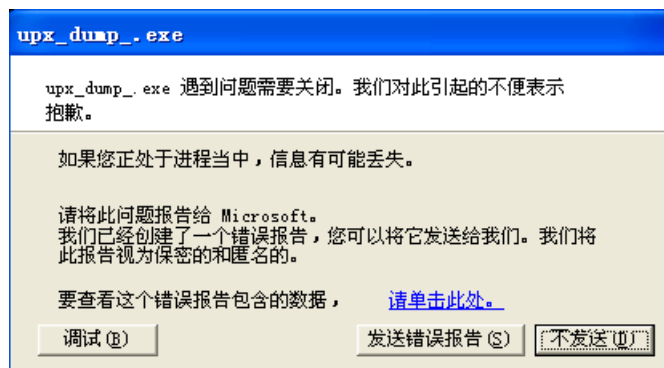 upx_dump_.exe
upx_dump_.exe 遇到问题需要关闭。我们对此引起的不便表示
抱歉。
如果您正处于进程当中，信息有可能丢失。
请将此问题报告给 Microsoft。
我们已经创建了一个错误报告，您可以将它发送给我们。我们将
此报告视为保密的和匿名的。
要查看这个错误报告包含的数据， 请单击此处。
调试(B) 发送错误报告(S) 不发送(D)